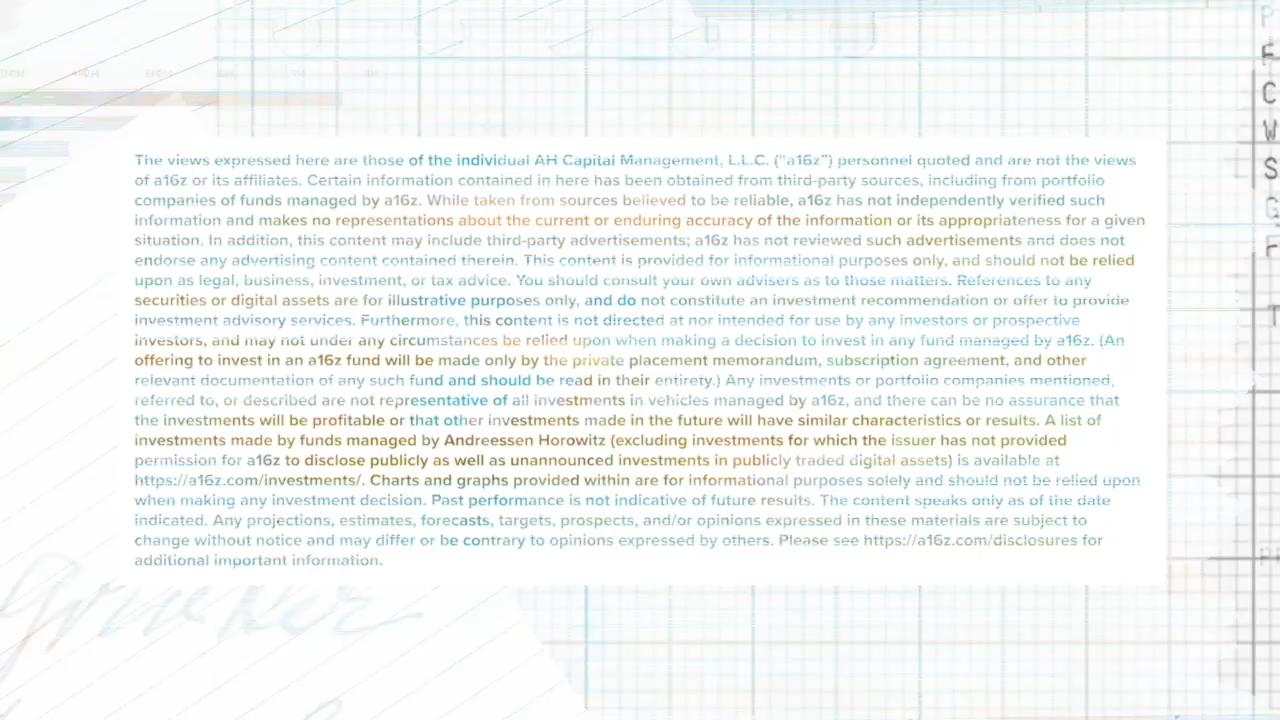 The views expressed here are those of the individual AH Capital Management, L.L.C. (“a16z”) personnel quoted and are not the views
of a16z or its affiliates. Certain information contained in here has been obtained from third-party sources, including from portfolio
companies of funds managed by a16z. While taken from sources believed to be reliable, a16z has not independently verified such
information and makes no representations about the current or enduring accuracy of the information or its appropriateness for a given
situation. In addition, this content may include third-party advertisements; a16z has not reviewed such advertisements and does not
endorse any advertising content contained therein. This content is provided for informational purposes only, and should not be relied
upon as legal, business, investment, or tax advice. You should consult your own advisers as to those matters. References to any
securities or digital assets are for illustrative purposes only, and do not constitute an investment recommendation or offer to provide
investment advisory services. Furthermore, this content is not directed at nor intended for use by any investors or prospective
investors, and may not under any circumstances be relied upon when making a decision to invest in any fund managed by a16z. (An
offering to invest in an a16z fund will be made only by the private placement memorandum, subscription agreement, and other
relevant documentation of any such fund and should be read in their entirety.) Any investments or portfolio companies mentioned,
referred to, or described are not representative of all investments in vehicles managed by a16z, and there can be no assurance that
the investments will be profitable or that other investments made in the future will have similar characteristics or results. A list of
investments made by funds managed by Andreessen Horowitz (excluding investments for which the issuer has not provided
permission for a16z to disclose publicly as well as unannounced investments in publicly traded digital assets) is available at
https://a16z.com/investments/. Charts and graphs provided within are for informational purposes solely and should not be relied upon
when making any investment decision. Past performance is not indicative of future results. The content speaks only as of the date
indicated. Any projections, estimates, forecasts, targets, prospects, and/or opinions expressed in these materials are subject to
change without notice and may differ or be contrary to opinions expressed by others. Please see https://a16z.com/disclosures for
additional important information.
P
F
C
W
S
G